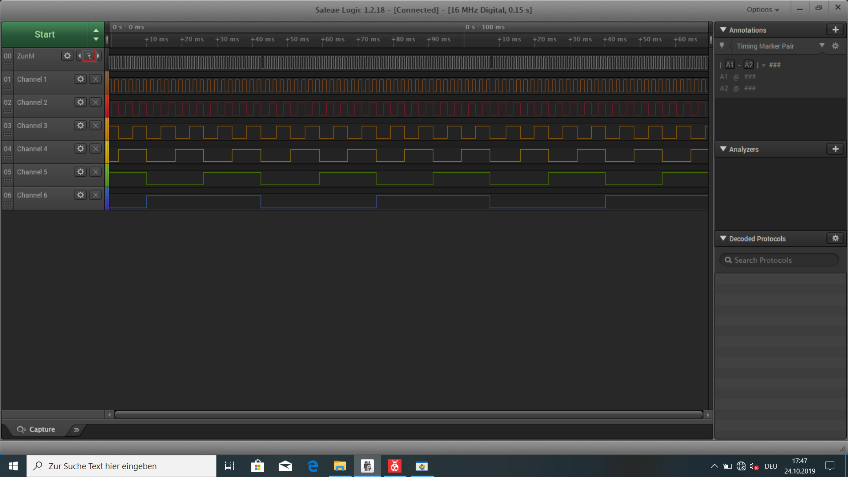 Saleae Logic 1.2.18 - [Connected] - [16 MHz Digital, 0.15 s]
Options
Start
0 s : 0 ms
0 s : 100 ms
+10 ms
+20 ms
+30 ms
+40 ms
+50 ms
+60 ms
+70 ms
+80 ms
+90 ms
+10 ms
+20 ms
+30 ms
+40 ms
+50 ms
+60 ms
00 ZunM
01 Channel 1
02 Channel 2
03 Channel 3
04 Channel 4
05 Channel 5
06 Channel 6
Annotations
Timing Marker Pair
| A1 - A2 | = ###
A1 @ ###
A2 @ ###
Analyzers
Decoded Protocols
Search Protocols
Capture
Zur Suche Text hier eingeben
DEU
17:47
24.10.2019